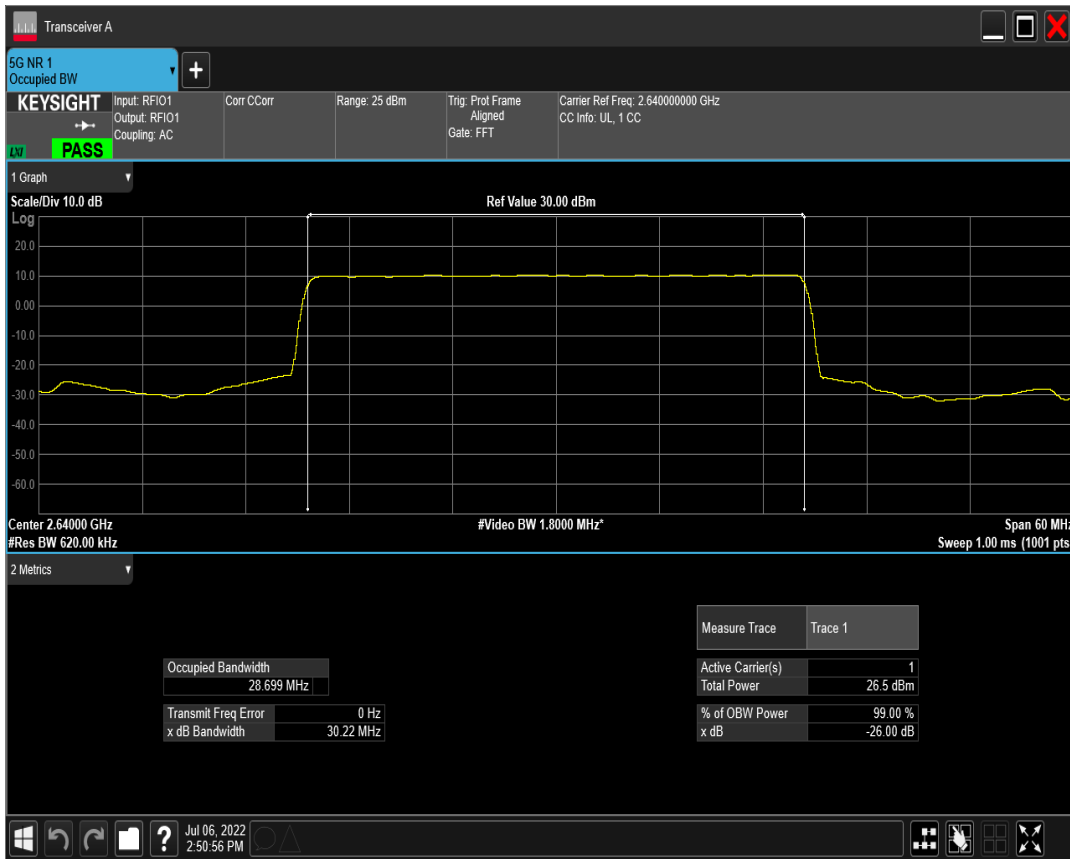 Transceiver A
5G NR 1
Occupied BW
KEYSIGHT
LXI
PASS
Input: RFIO1
Output: RFIO1
Coupling: AC
Corr CCorr
Range: 25 dBm
Trig: Prot Frame
Aligned
Gate: FFT
Carrier Ref Freq: 2.640000000 GHz
CC Info: UL, 1 CC
1 Graph
Scale/Div 10.0 dB
Ref Value 30.00 dBm
Log
20.0
10.0
0.00
-10.0
-20.0
-30.0
-40.0
-50.0
-60.0
Center 2.64000 GHz
#Video BW 1.8000 MHz*
Span 60 MHz
#Res BW 620.00 kHz
Sweep 1.00 ms (1001 pts
2 Metrics
Measure Trace Trace 1
Occupied Bandwidth
28.699 MHz
Active Carrier(s) 1
Total Power 26.5 dBm
Transmit Freq Error 0 Hz
x dB Bandwidth 30.22 MHz
% of OBW Power 99.00 %
x dB -26.00 dB
Jul 06, 2022
2:50:56 PM